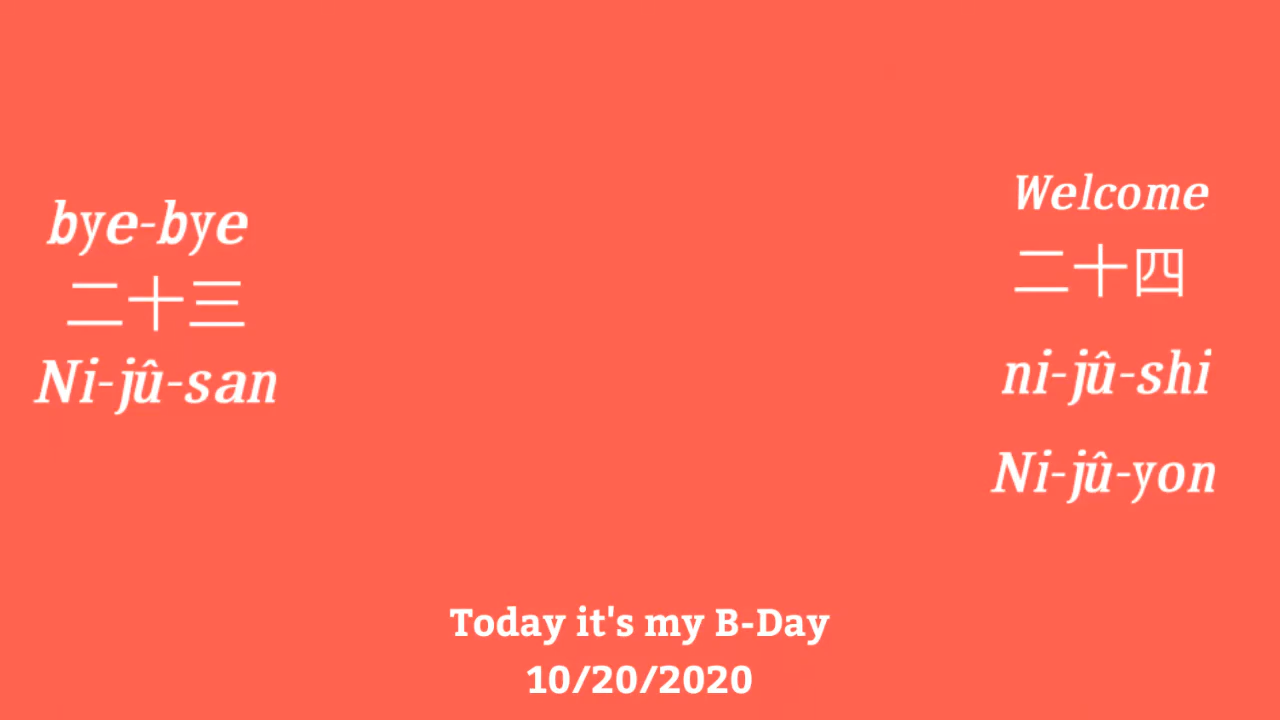 bye-bye
二十三
Ni-jû-san
Welcome
二十四
ni-jû-shi
Ni-jû-yon
Today it's my B-Day
10/20/2020